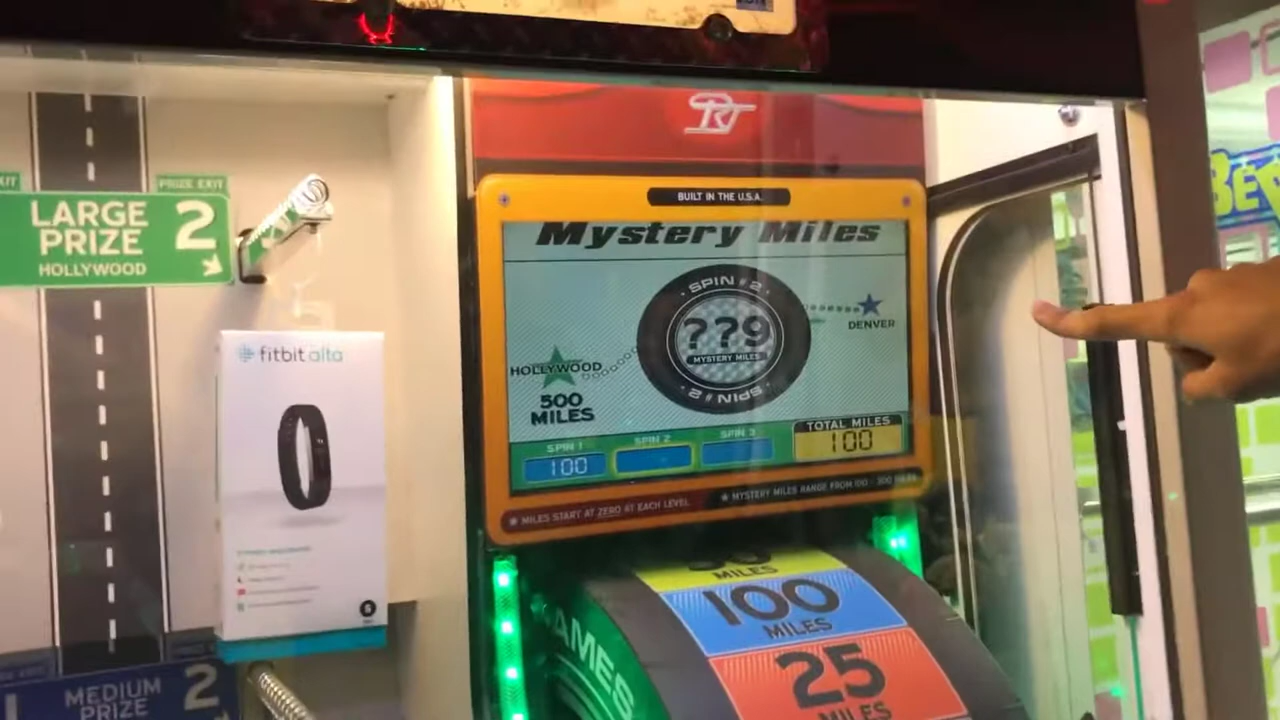 PRIZE EXIT
LARGE
PRIZE 2
HOLLYWOOD
fitbit alta
MEDIUM
PRIZE 2
BUILT IN THE U.S.A.
Mystery Miles
SPIN #2
??9
MYSTERY MILES
SPIN #2
DENVER
HOLLYWOOD
500
MILES
SPIN 1
100
SPIN 2
SPIN 3
TOTAL MILES
100
MILES START AT ZERO AT EACH LEVEL
MYSTERY MILES RANGE FROM 100 - 300 MILES
MILES
100
MILES
25
MILES
GAMES